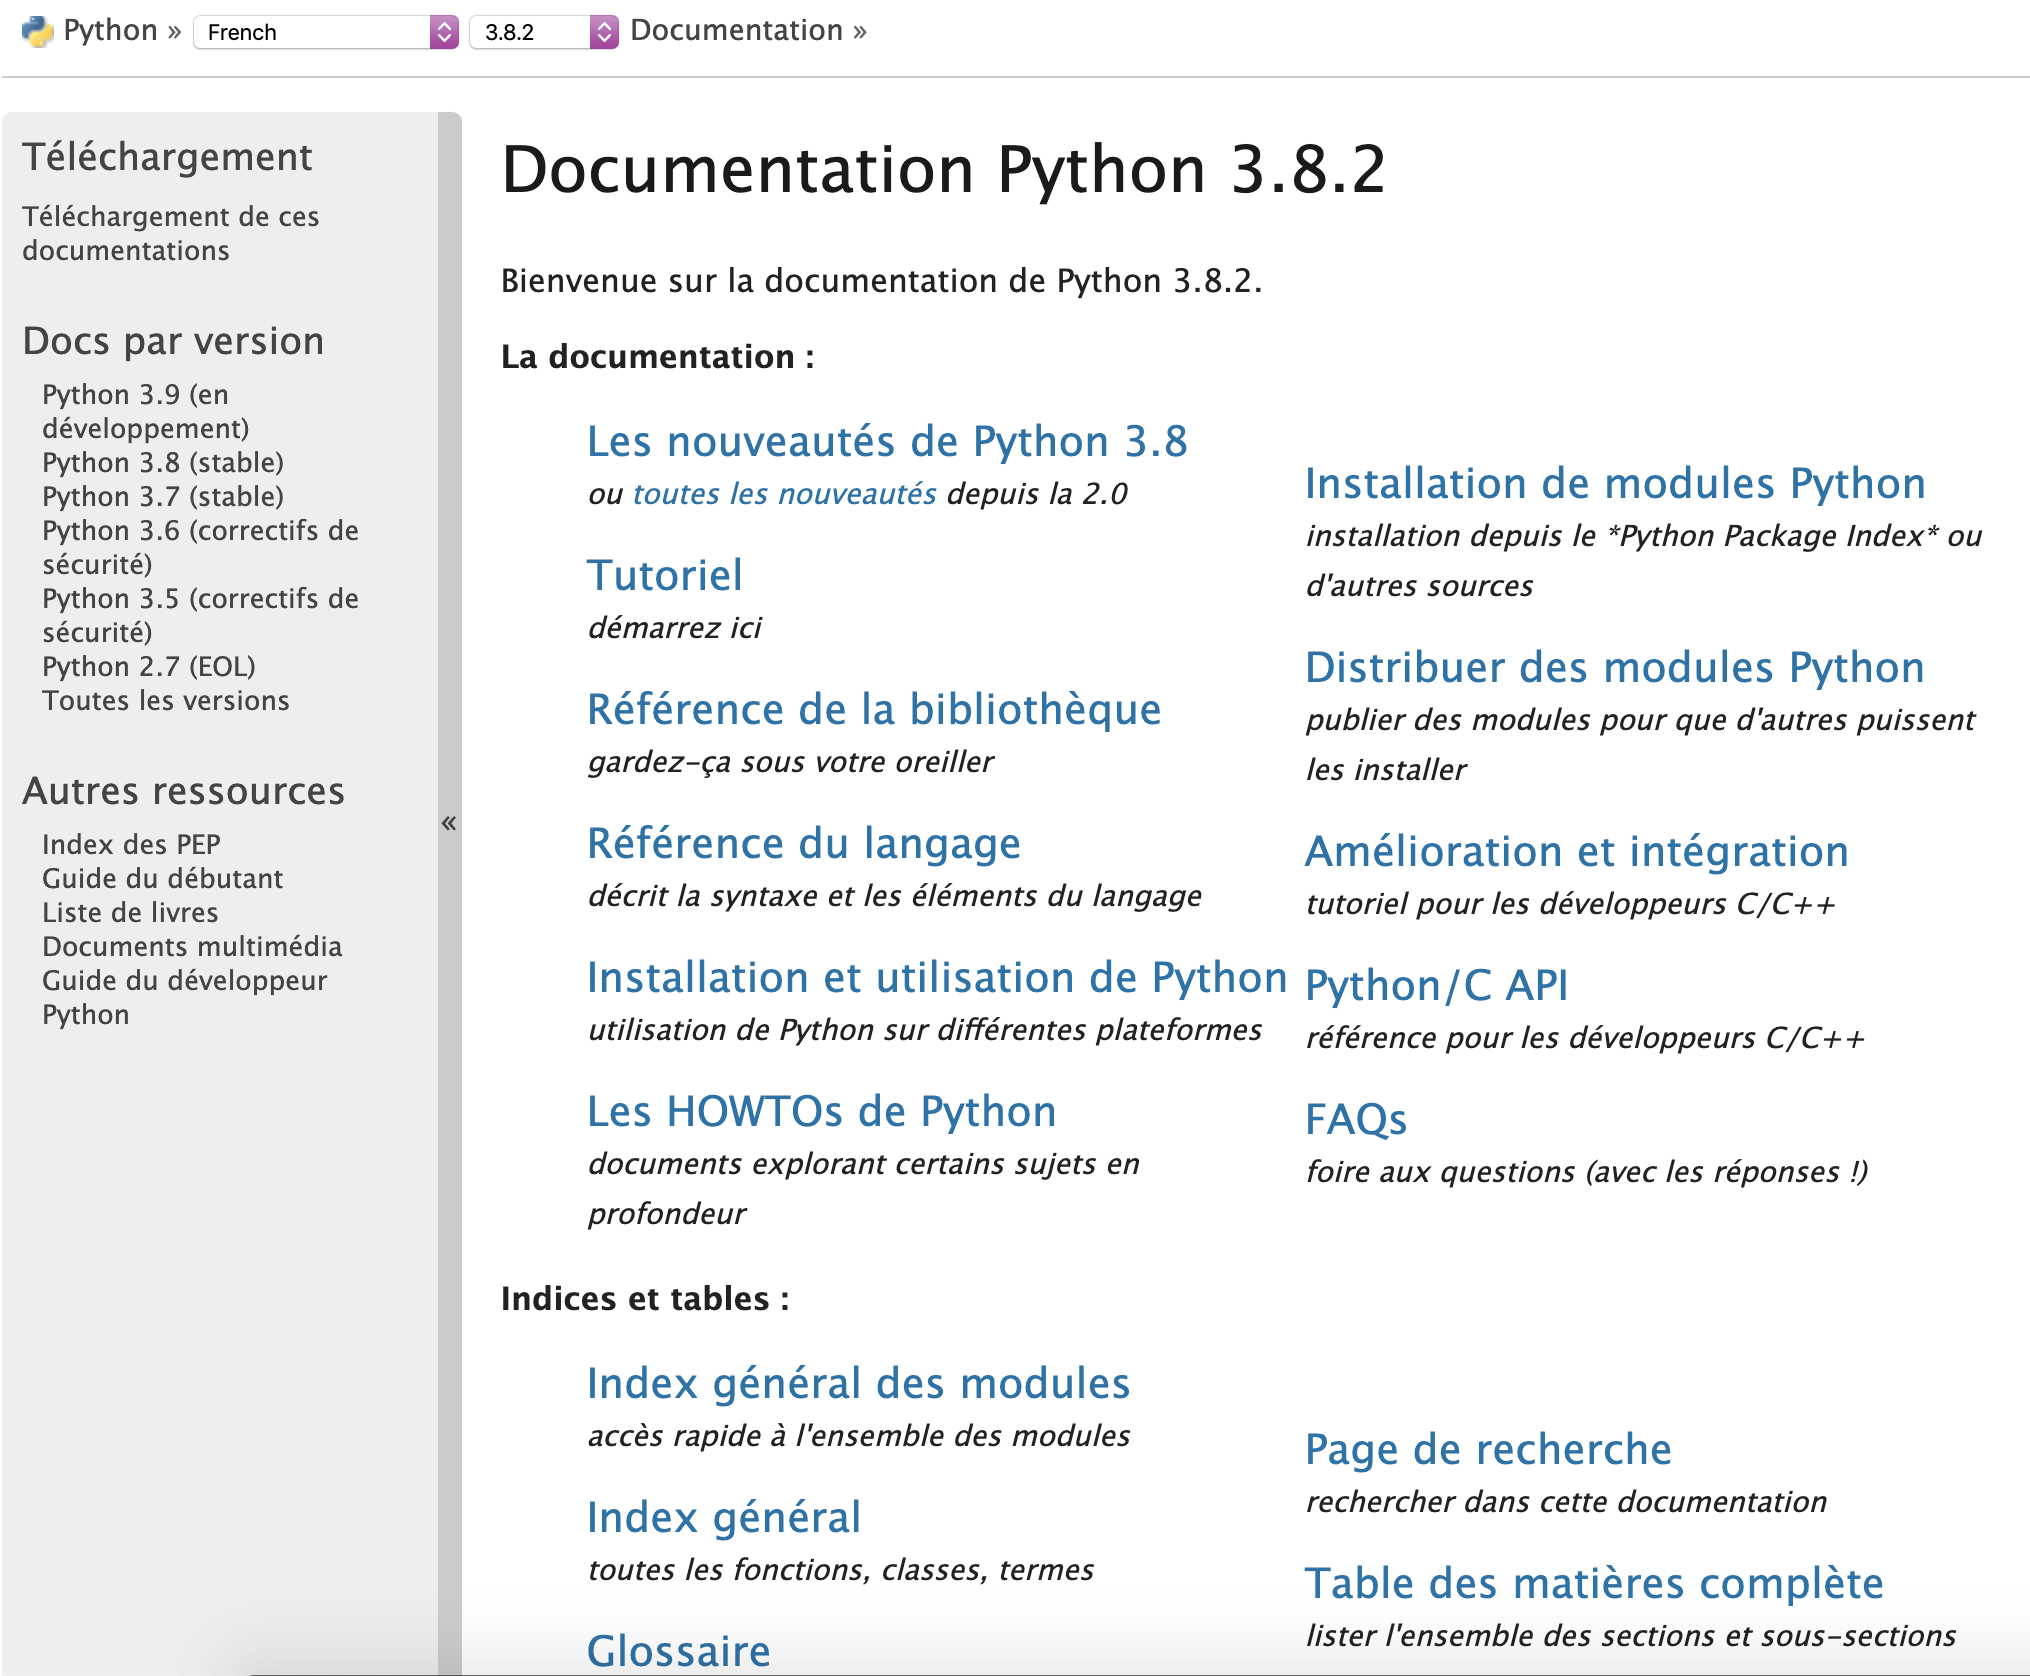 Python » French 3.8.2 Documentation »
Téléchargement
Téléchargement de ces
documentations
Docs par version
Python 3.9 (en
développement)
Python 3.8 (stable)
Python 3.7 (stable)
Python 3.6 (correctifs de
sécurité)
Python 3.5 (correctifs de
sécurité)
Python 2.7 (EOL)
Toutes les versions
Autres ressources
Index des PEP
Guide du débutant
Liste de livres
Documents multimédia
Guide du développeur
Python
«
Documentation Python 3.8.2
Bienvenue sur la documentation de Python 3.8.2.
La documentation :
Les nouveautés de Python 3.8
ou toutes les nouveautés depuis la 2.0
Tutoriel
démarrez ici
Référence de la bibliothèque
gardez-ça sous votre oreiller
Référence du langage
décrit la syntaxe et les éléments du langage
Installation et utilisation de Python
utilisation de Python sur différentes plateformes
Les HOWTOs de Python
documents explorant certains sujets en
profondeur
Installation de modules Python
installation depuis le *Python Package Index* ou
d'autres sources
Distribuer des modules Python
publier des modules pour que d'autres puissent
les installer
Amélioration et intégration
tutoriel pour les développeurs C/C++
Python/C API
référence pour les développeurs C/C++
FAQs
foire aux questions (avec les réponses !)
Indices et tables :
Index général des modules
accès rapide à l'ensemble des modules
Index général
toutes les fonctions, classes, termes
Glossaire
Page de recherche
rechercher dans cette documentation
Table des matières complète
lister l'ensemble des sections et sous-sections